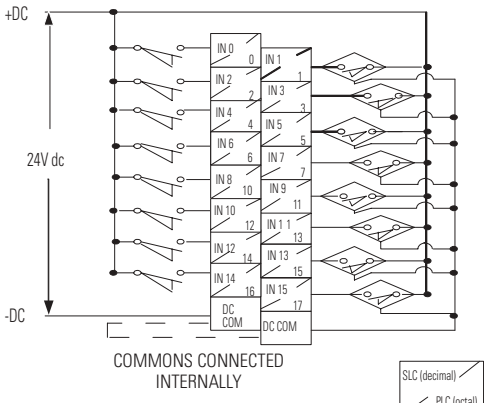 +DC
IN 0
0
IN 1
1
IN 2
2
IN 3
3
IN 4
4
IN 5
5
IN 6
6
IN 7
7
24V dc
IN 8
10
IN 9
11
IN 10
12
IN 1 1
13
IN 12
14
IN 13
15
IN 14
16
IN 15
17
-DC
DC
COM
DC COM
COMMONS CONNECTED
INTERNALLY
SLC (decimal)
PLC (octal)